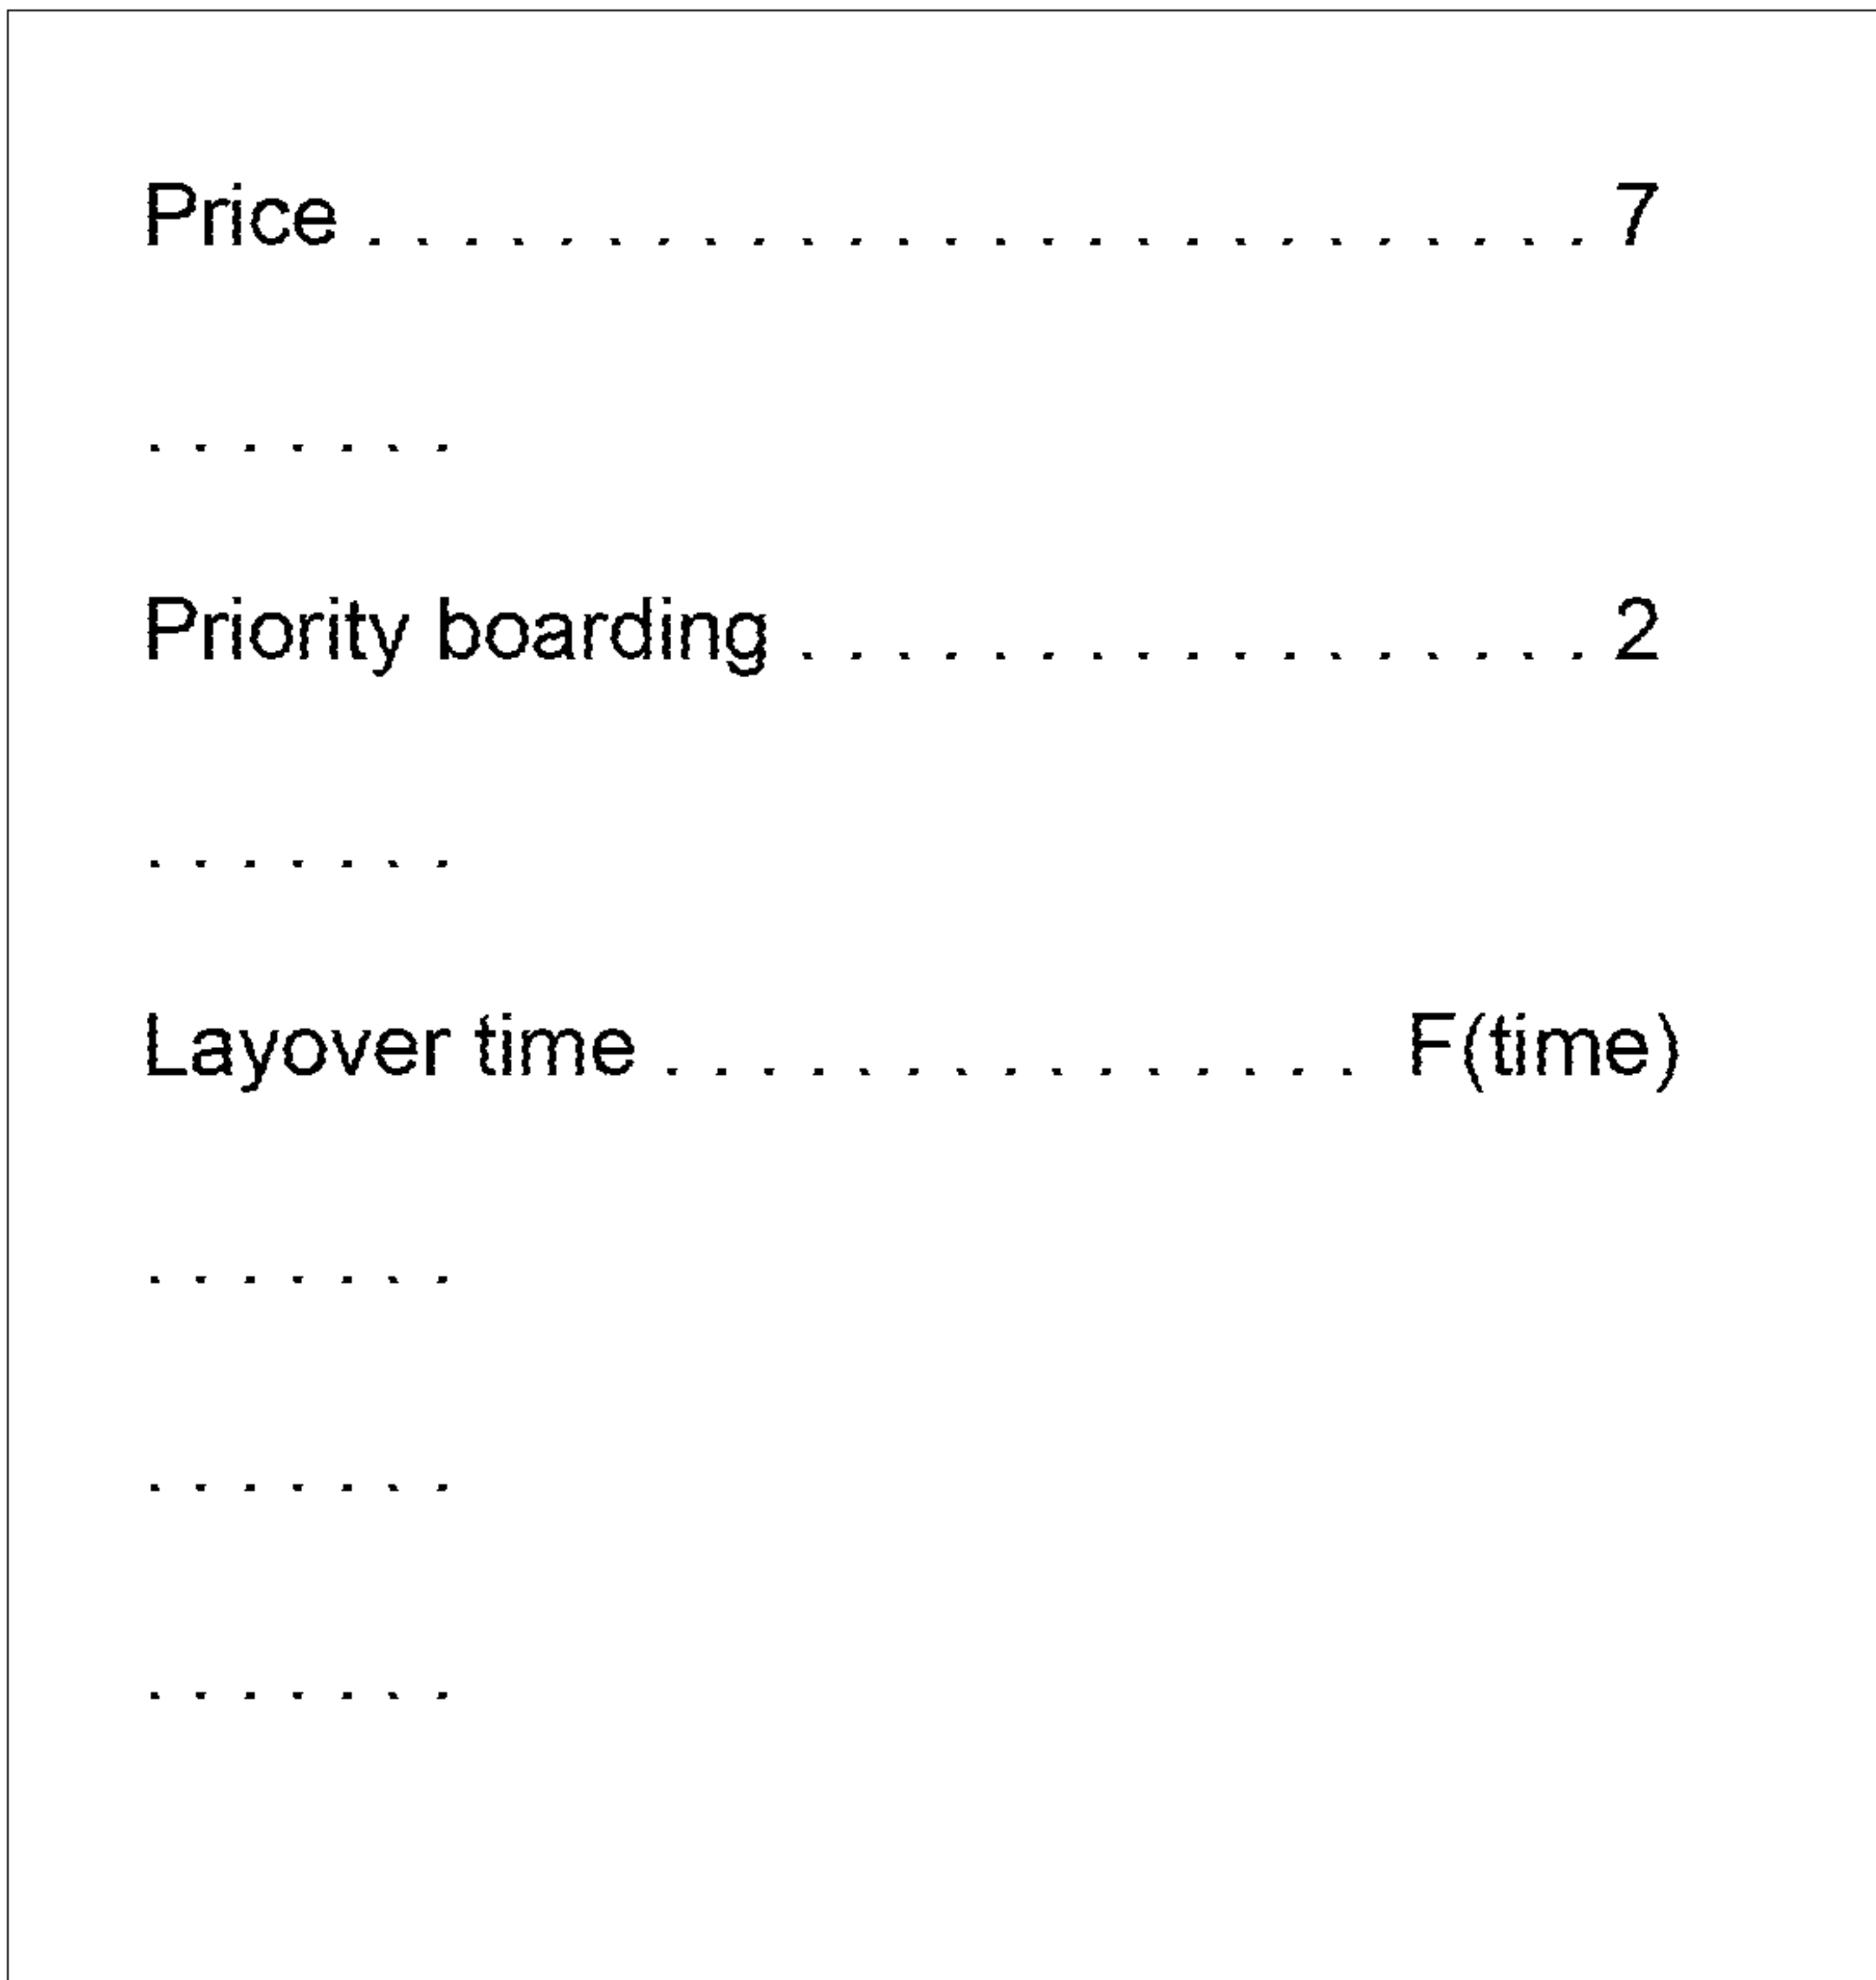 Price . . . . . . . . . . . . . . . . . . . . . . . . . . 7
. . . . . . .
Priority boarding . . . . . . . . . . . . . . . . . 2
. . . . . . .
Layover time . . . . . . . . . . . . . . . F(time)
. . . . . . .
. . . . . . .
. . . . . . .